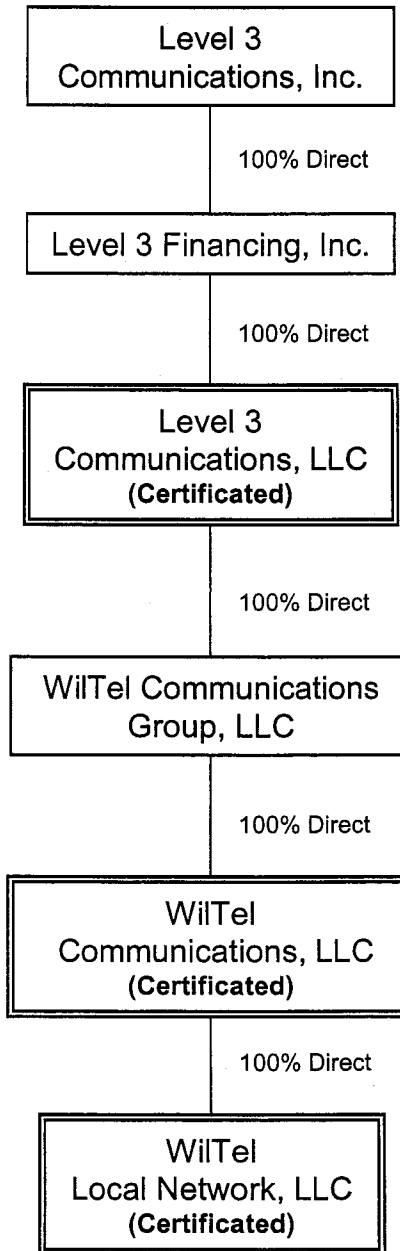 Level 3
Communications, Inc.
100% Direct
Level 3 Financing, Inc.
100% Direct
Level 3
Communications, LLC
(Certificated)
100% Direct
WilTel Communications
Group, LLC
100% Direct
WilTel
Communications, LLC
(Certificated)
100% Direct
WilTel
Local Network, LLC
(Certificated)